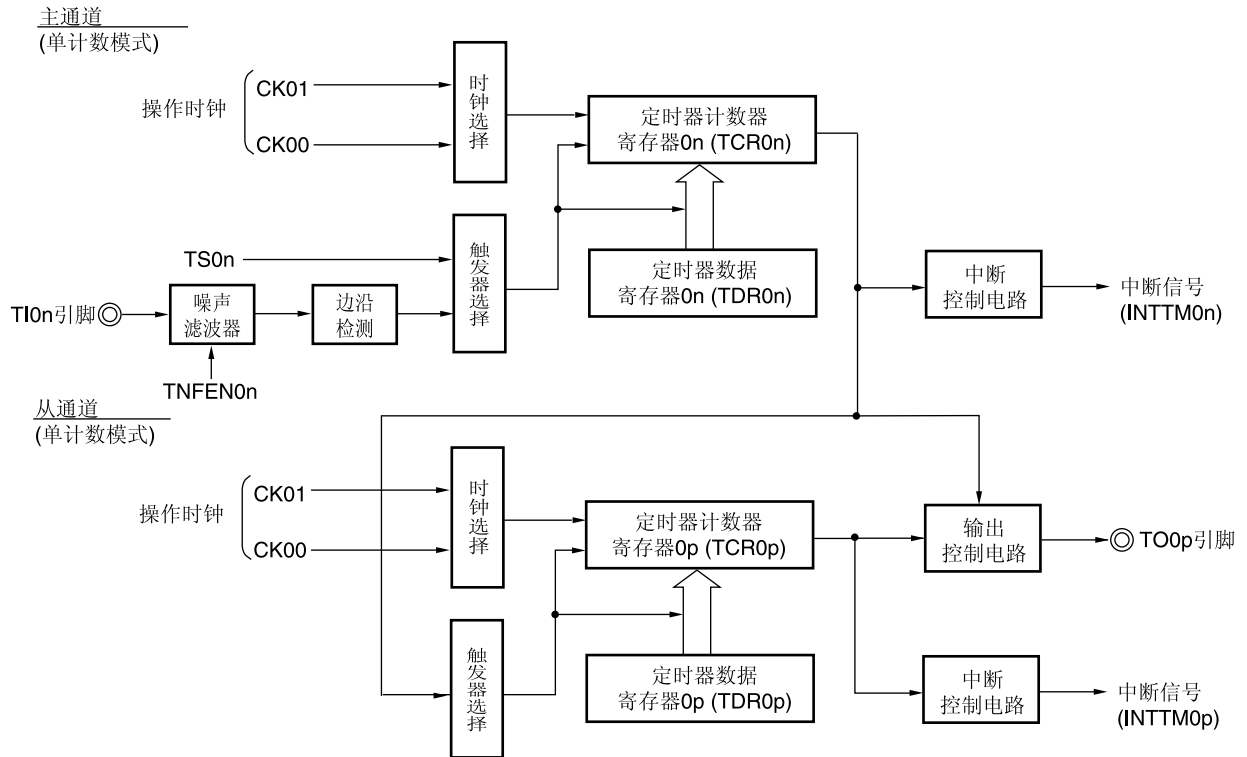 主通道
(单计数模式)
操作时钟
CK01
CK00
时钟选择
定时器计数器
寄存器0n (TCR0n)
TS0n
触发器选择
定时器数据
寄存器0n (TDR0n)
中断
控制电路
中断信号
(INTTM0n)
TI0n引脚
噪声
滤波器
边沿
检测
TNFEN0n
从通道
(单计数模式)
操作时钟
CK01
CK00
时钟选择
定时器计数器
寄存器0p (TCR0p)
输出
控制电路
TO0p引脚
触发器选择
定时器数据
寄存器0p (TDR0p)
中断
控制电路
中断信号
(INTTM0p)